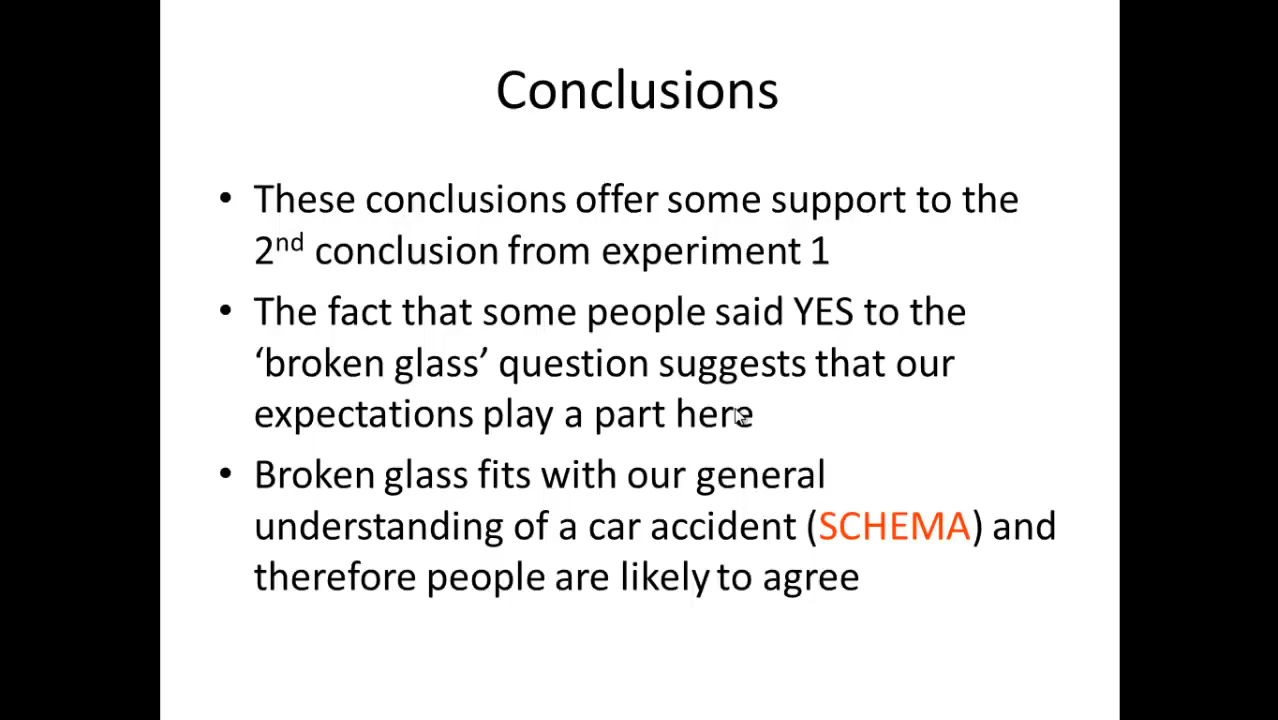 Conclusions
• These conclusions offer some support to the
2nd conclusion from experiment 1
• The fact that some people said YES to the
‘broken glass’ question suggests that our
expectations play a part here
• Broken glass fits with our general
understanding of a car accident (SCHEMA) and
therefore people are likely to agree